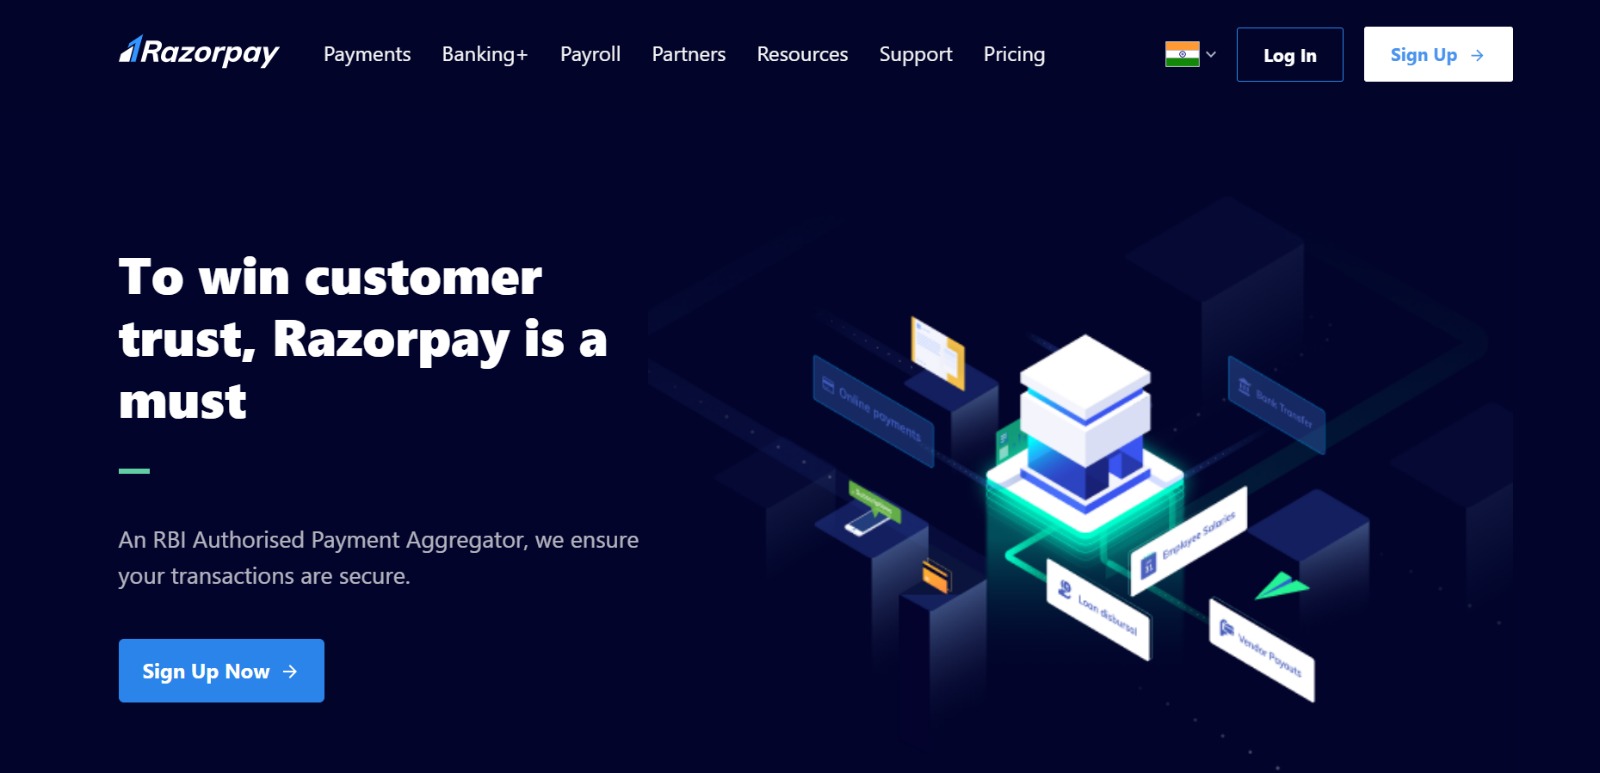 Razorpay
Payments
Banking+
Payroll
Partners
Resources
Support
Pricing
Log In
Sign Up
To win customer
trust, Razorpay is a
must
An RBI Authorised Payment Aggregator, we ensure
your transactions are secure.
Sign Up Now
Online payments
Bank Transfer
Subscriptions
Employee Salaries
31
Loan disbursal
Vendor Payouts